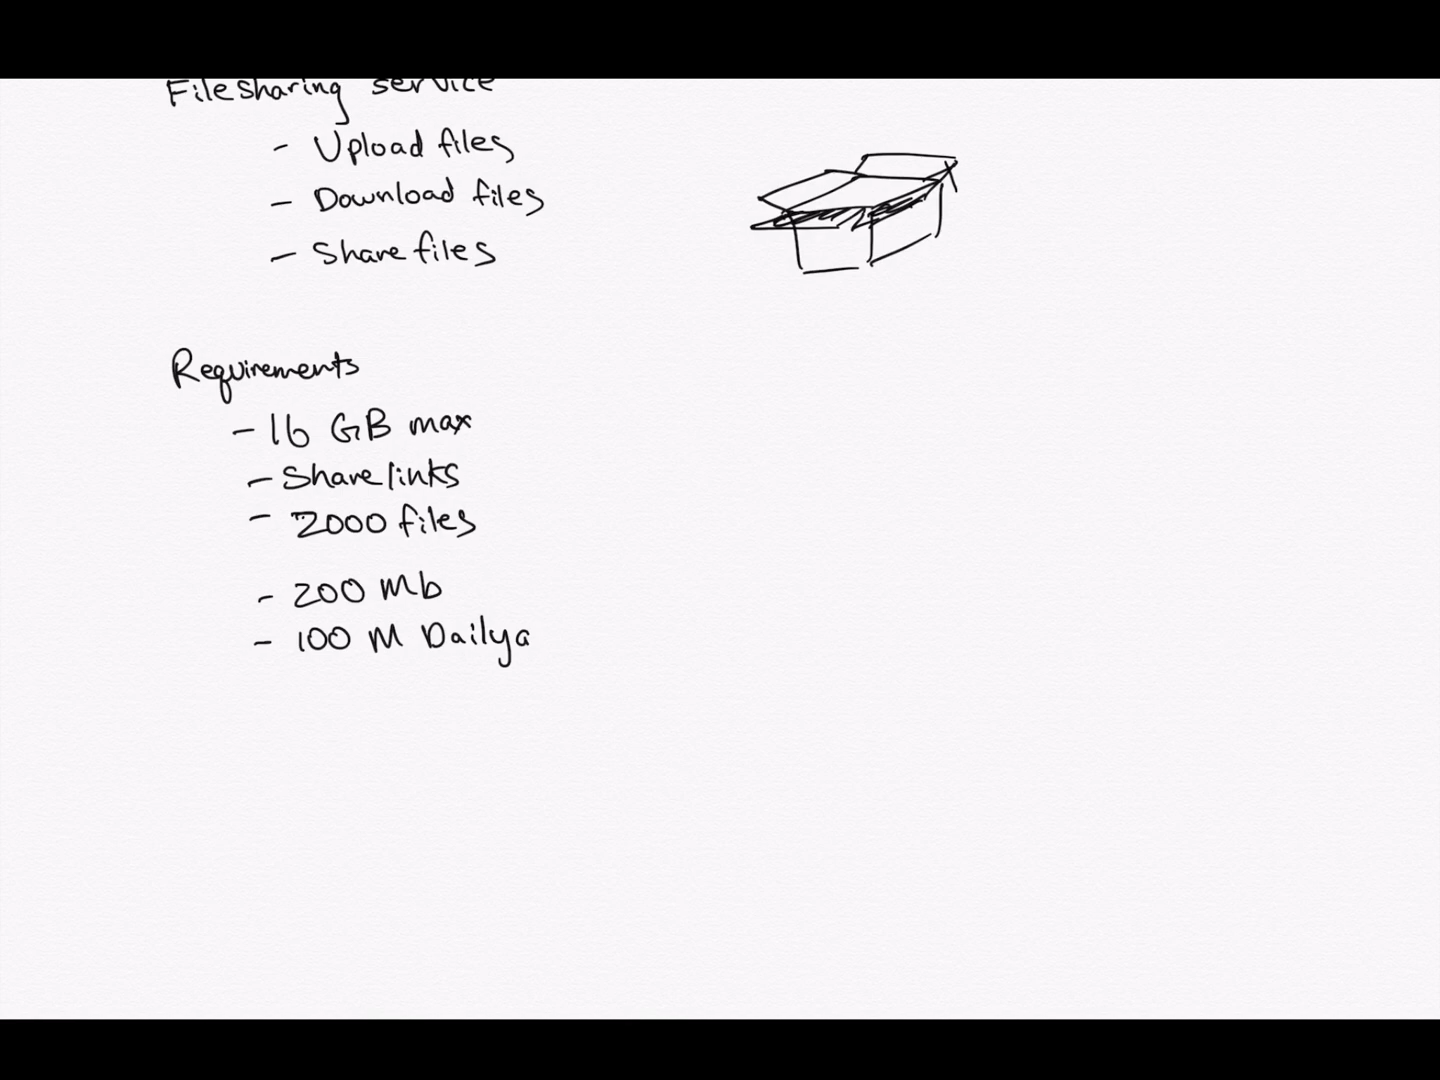 Filesharing service
- Upload files
- Download files
- Share files
Requirements
- 16 GB max
- Share links
- 2000 files
- 200 Mb
- 100 M Dailya